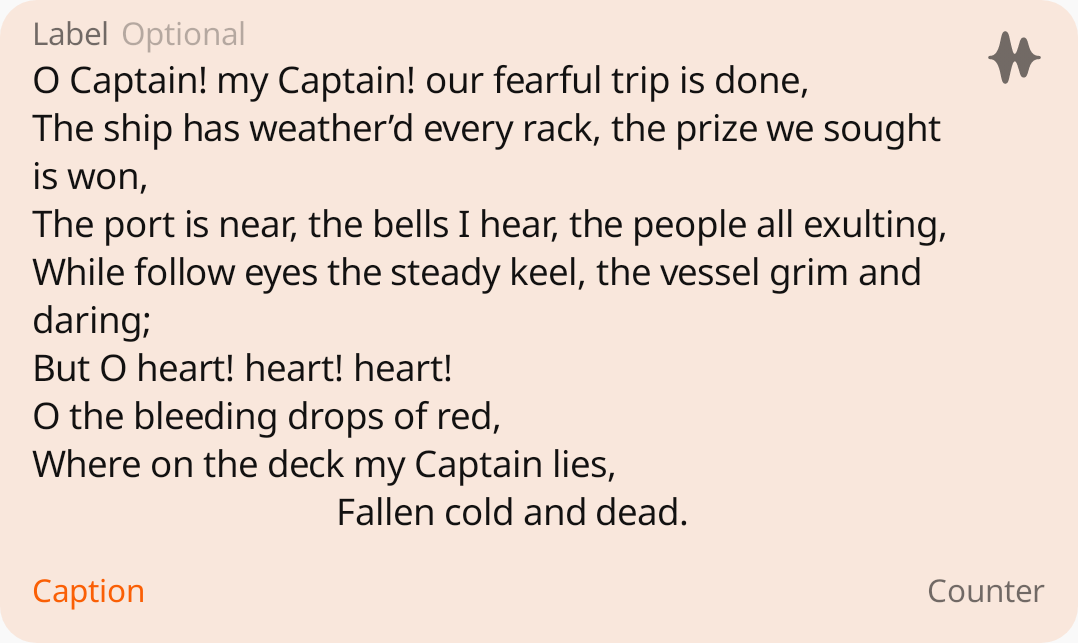 Label Optional
O Captain! my Captain! our fearful trip is done,
The ship has weather’d every rack, the prize we sought
is won,
The port is near, the bells I hear, the people all exulting,
While follow eyes the steady keel, the vessel grim and
daring;
But O heart! heart! heart!
O the bleeding drops of red,
Where on the deck my Captain lies,
Fallen cold and dead.
Caption Counter